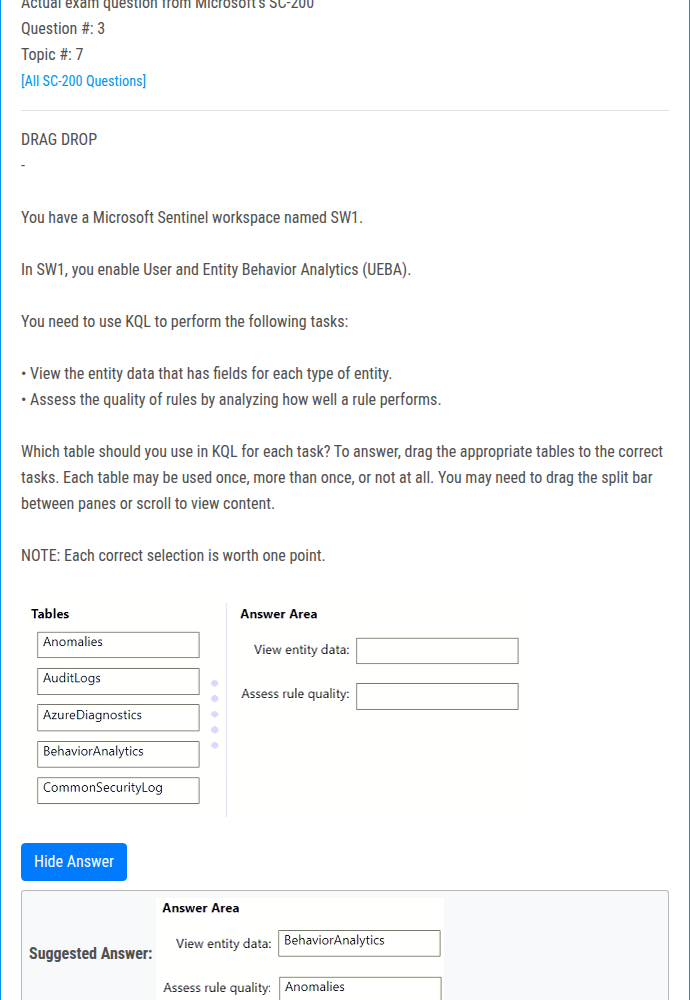 Actual exam question from Microsoft's SC-200
Question #: 3
Topic #: 7
[All SC-200 Questions]
DRAG DROP
-
You have a Microsoft Sentinel workspace named SW1.
In SW1, you enable User and Entity Behavior Analytics (UEBA).
You need to use KQL to perform the following tasks:
• View the entity data that has fields for each type of entity.
• Assess the quality of rules by analyzing how well a rule performs.
Which table should you use in KQL for each task? To answer, drag the appropriate tables to the correct
tasks. Each table may be used once, more than once, or not at all. You may need to drag the split bar
between panes or scroll to view content.
NOTE: Each correct selection is worth one point.
Tables
Anomalies
AuditLogs
AzureDiagnostics
BehaviorAnalytics
CommonSecurityLog
Answer Area
View entity data:
Assess rule quality:
Hide Answer
Suggested Answer:
Answer Area
View entity data: BehaviorAnalytics
Assess rule quality: Anomalies